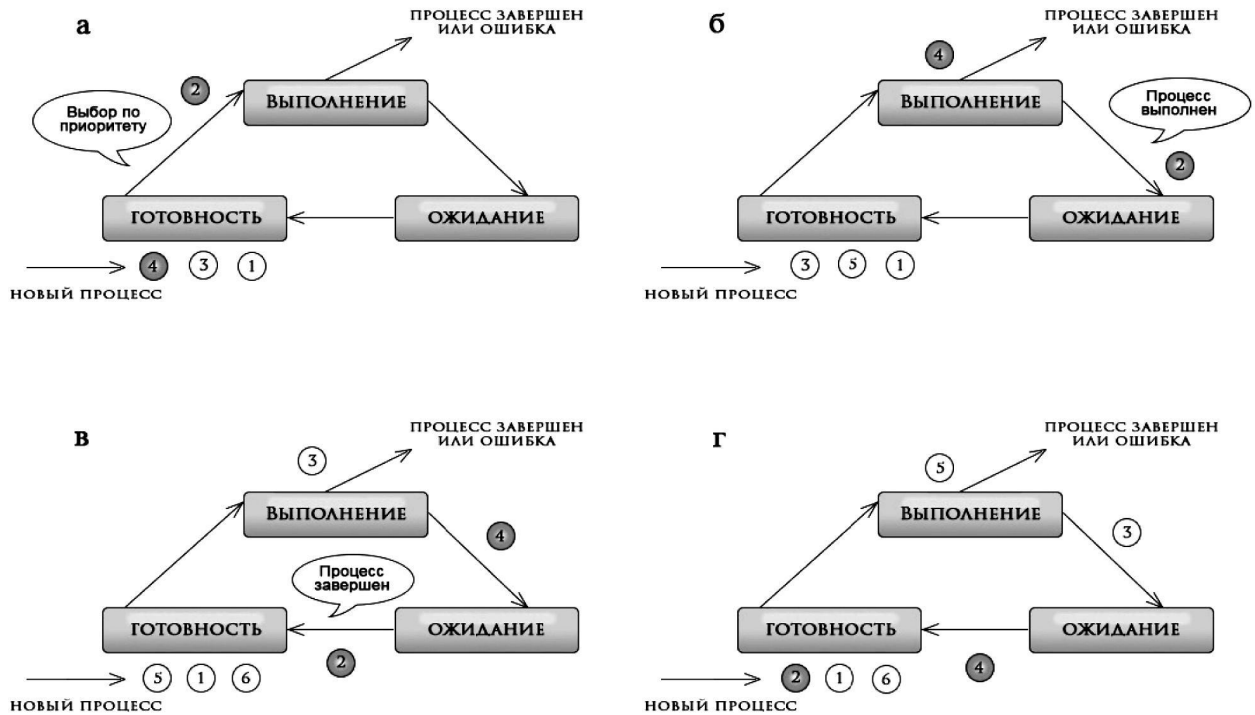 а
ПРОЦЕСС ЗАВЕРШЕН
ИЛИ ОШИБКА
2
ВЫПОЛНЕНИЕ
Выбор по
приоритету
ГОТОВНОСТЬ
ОЖИДАНИЕ
4 3 1
НОВЫЙ ПРОЦЕСС
б
ПРОЦЕСС ЗАВЕРШЕН
ИЛИ ОШИБКА
4
ВЫПОЛНЕНИЕ
Процесс
выполнен
2
ГОТОВНОСТЬ
ОЖИДАНИЕ
3 5 1
НОВЫЙ ПРОЦЕСС
в
ПРОЦЕСС ЗАВЕРШЕН
ИЛИ ОШИБКА
3
ВЫПОЛНЕНИЕ
4
Процесс
завершен
ГОТОВНОСТЬ
ОЖИДАНИЕ
2
5 1 6
НОВЫЙ ПРОЦЕСС
г
ПРОЦЕСС ЗАВЕРШЕН
ИЛИ ОШИБКА
5
ВЫПОЛНЕНИЕ
3
ГОТОВНОСТЬ
ОЖИДАНИЕ
4
2 1 6
НОВЫЙ ПРОЦЕСС